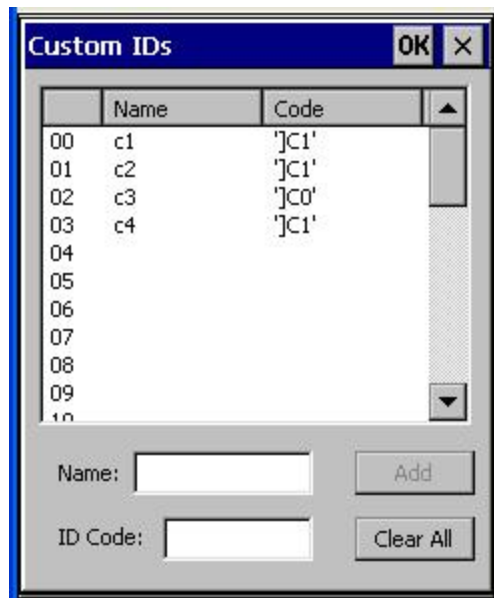 Custom IDs OK ×
Name Code
00 c1 ']C1'
01 c2 ']C1'
02 c3 ']C0'
03 c4 ']C1'
04
05
06
07
08
09
10
Name: Add
ID Code: Clear All